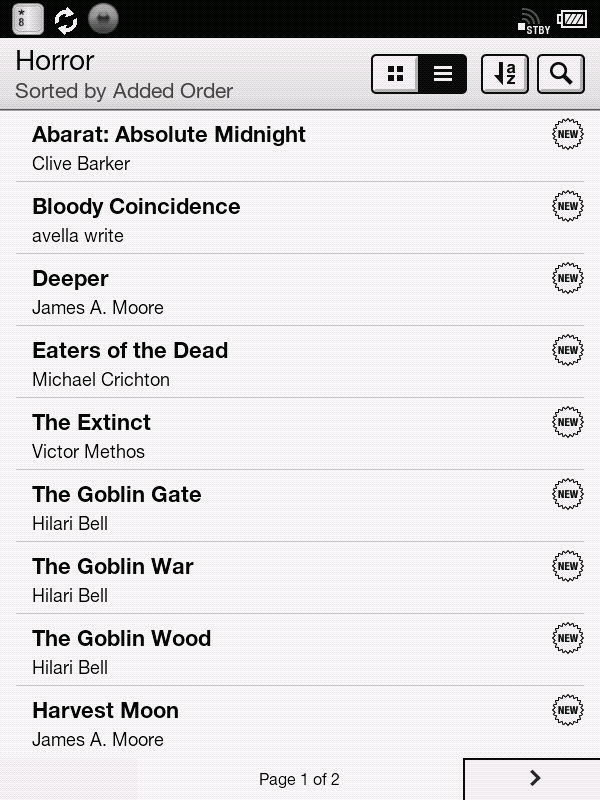 * 8
STBY
Horror
Sorted by Added Order
a z
Abarat: Absolute Midnight
NEW
Clive Barker
Bloody Coincidence
NEW
avella write
Deeper
NEW
James A. Moore
Eaters of the Dead
NEW
Michael Crichton
The Extinct
NEW
Victor Methos
The Goblin Gate
NEW
Hilari Bell
The Goblin War
NEW
Hilari Bell
The Goblin Wood
NEW
Hilari Bell
Harvest Moon
NEW
James A. Moore
Page 1 of 2